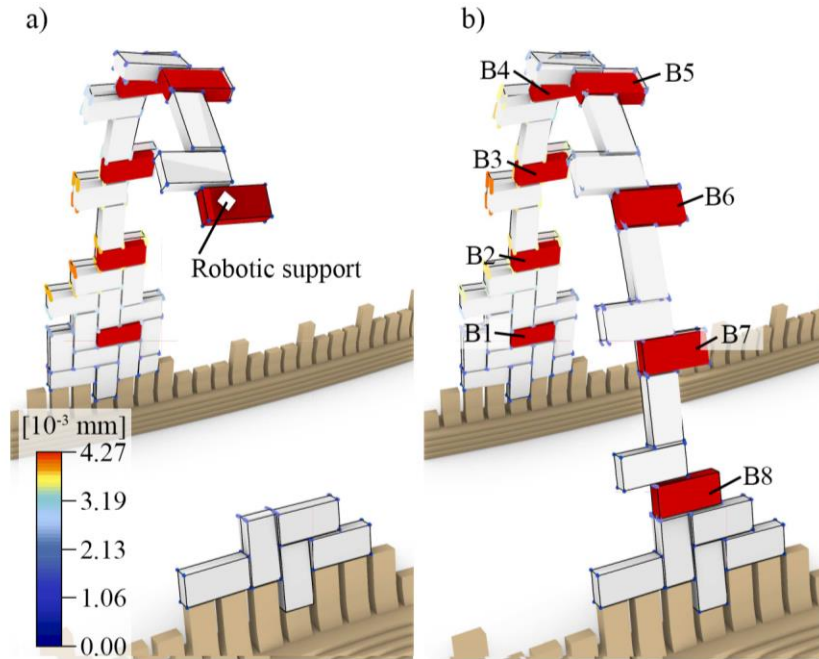 a)
Robotic support
[10⁻³ mm]
4.27
3.19
2.13
1.06
0.00
b)
B4
B5
B3
B6
B2
B1
B7
B8